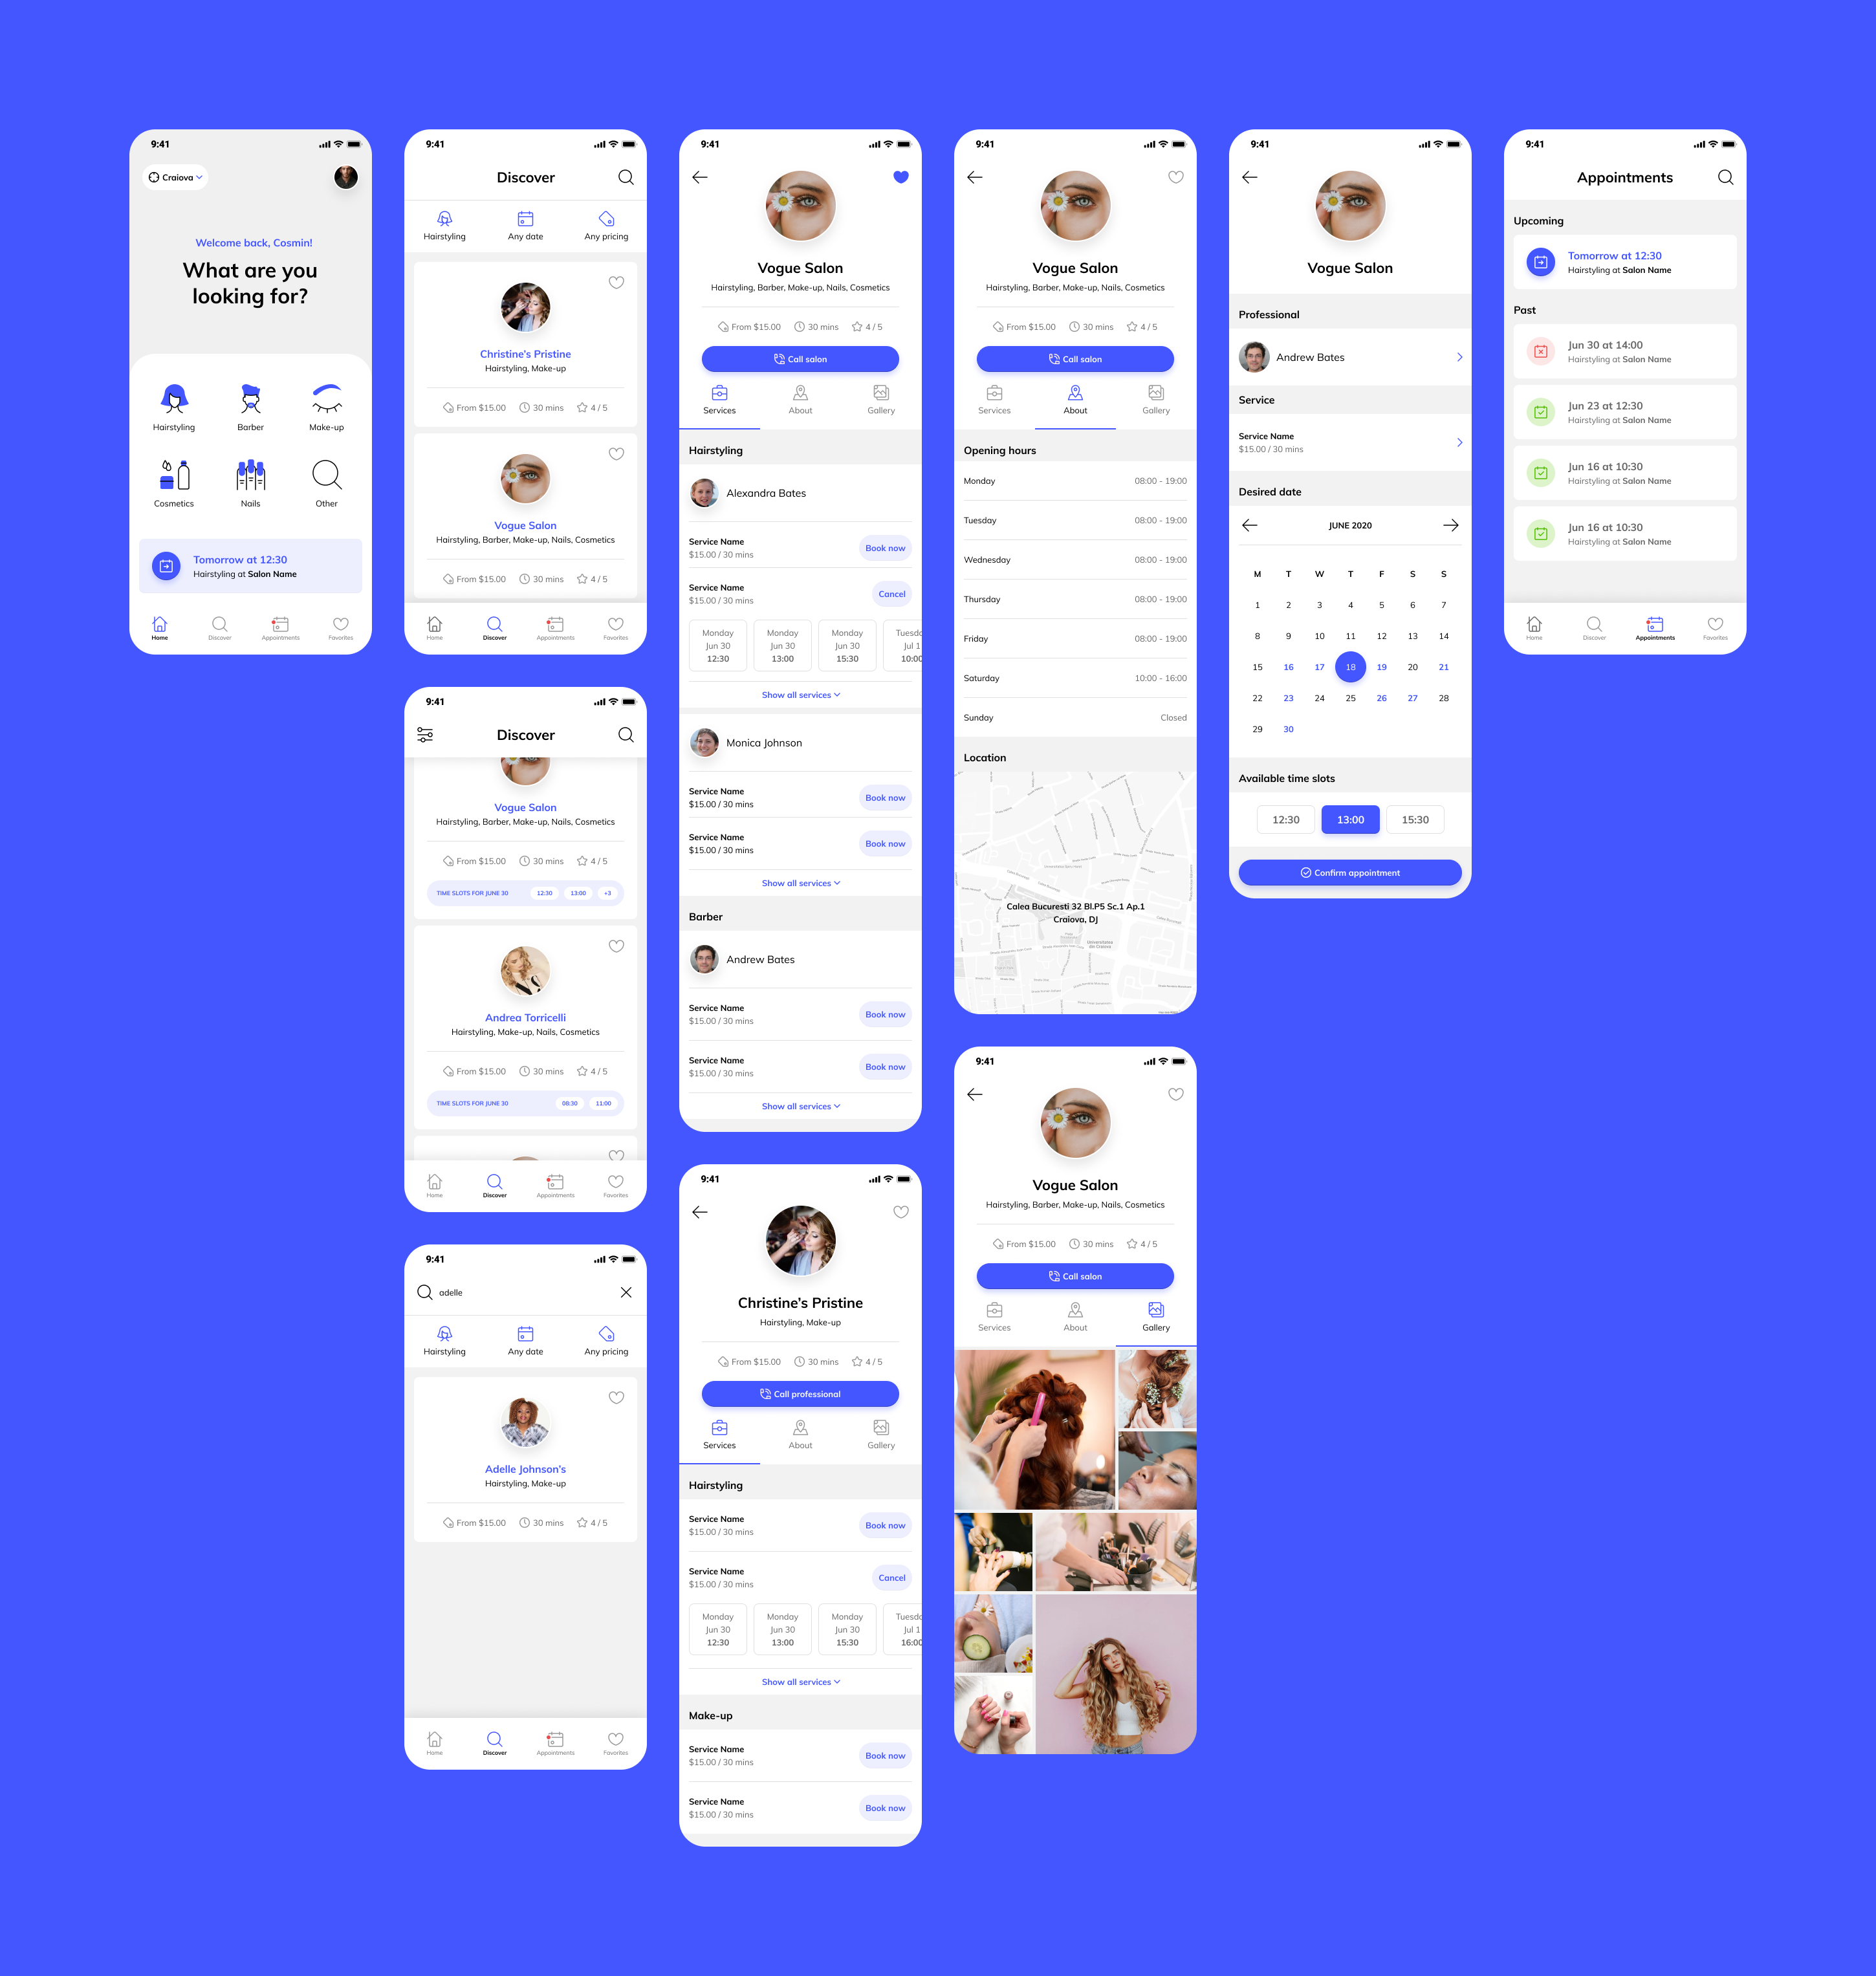 9:41
Craiova
Welcome back, Cosmin!
What are you
looking for?
Hairstyling
Barber
Make-up
Cosmetics
Nails
Other
Tomorrow at 12:30
Hairstyling at Salon Name
Home
Discover
Appointments
Favorites
9:41
Discover
Hairstyling
Any date
Any pricing
Christine's Pristine
Hairstyling, Make-up
From $15.00 30 mins 4 / 5
Vogue Salon
Hairstyling, Barber, Make-up, Nails, Cosmetics
From $15.00 30 mins 4 / 5
Home
Discover
Appointments
Favorites
9:41
Discover
Vogue Salon
Hairstyling, Barber, Make-up, Nails, Cosmetics
From $15.00 30 mins 4 / 5
TIME SLOTS FOR JUNE 30 12:30 13:00 +3
Andrea Torricelli
Hairstyling, Make-up, Nails, Cosmetics
From $15.00 30 mins 4 / 5
TIME SLOTS FOR JUNE 30 08:30 11:00
Home
Discover
Appointments
Favorites
9:41
adelle
Hairstyling
Any date
Any pricing
Adelle Johnson's
Hairstyling, Make-up
From $15.00 30 mins 4 / 5
Home
Discover
Appointments
Favorites
9:41
Vogue Salon
Hairstyling, Barber, Make-up, Nails, Cosmetics
From $15.00 30 mins 4 / 5
Call salon
Services
About
Gallery
Hairstyling
Alexandra Bates
Service Name
$15.00 / 30 mins
Book now
Service Name
$15.00 / 30 mins
Cancel
Monday
Jun 30
12:30
Monday
Jun 30
13:00
Monday
Jun 30
15:30
Tuesda
Jul 1
10:00
Show all services
Monica Johnson
Service Name
$15.00 / 30 mins
Book now
Service Name
$15.00 / 30 mins
Book now
Show all services
Barber
Andrew Bates
Service Name
$15.00 / 30 mins
Book now
Service Name
$15.00 / 30 mins
Book now
Show all services
9:41
Christine's Pristine
Hairstyling, Make-up
From $15.00 30 mins 4 / 5
Call professional
Services
About
Gallery
Hairstyling
Service Name
$15.00 / 30 mins
Book now
Service Name
$15.00 / 30 mins
Cancel
Monday
Jun 30
12:30
Monday
Jun 30
13:00
Monday
Jun 30
15:30
Tuesda
Jul 1
16:00
Show all services
Make-up
Service Name
$15.00 / 30 mins
Book now
Service Name
$15.00 / 30 mins
Book now
9:41
Vogue Salon
Hairstyling, Barber, Make-up, Nails, Cosmetics
From $15.00 30 mins 4 / 5
Call salon
Services
About
Gallery
Opening hours
Monday 08:00 - 19:00
Tuesday 08:00 - 19:00
Wednesday 08:00 - 19:00
Thursday 08:00 - 19:00
Friday 08:00 - 19:00
Saturday 10:00 - 16:00
Sunday Closed
Location
Calea Bucuresti 32 Bl.P5 Sc.1 Ap.1
Craiova, DJ
Universitatea
din Craiova
9:41
Vogue Salon
Hairstyling, Barber, Make-up, Nails, Cosmetics
From $15.00 30 mins 4 / 5
Call salon
Services
About
Gallery
9:41
Vogue Salon
Professional
Andrew Bates
Service
Service Name
$15.00 / 30 mins
Desired date
JUNE 2020
M T W T F S S
1 2 3 4 5 6 7
8 9 10 11 12 13 14
15 16 17 18 19 20 21
22 23 24 25 26 27 28
29 30
Available time slots
12:30 13:00 15:30
Confirm appointment
9:41
Appointments
Upcoming
Tomorrow at 12:30
Hairstyling at Salon Name
Past
Jun 30 at 14:00
Hairstyling at Salon Name
Jun 23 at 12:30
Hairstyling at Salon Name
Jun 16 at 10:30
Hairstyling at Salon Name
Jun 16 at 10:30
Hairstyling at Salon Name
Home
Discover
Appointments
Favorites